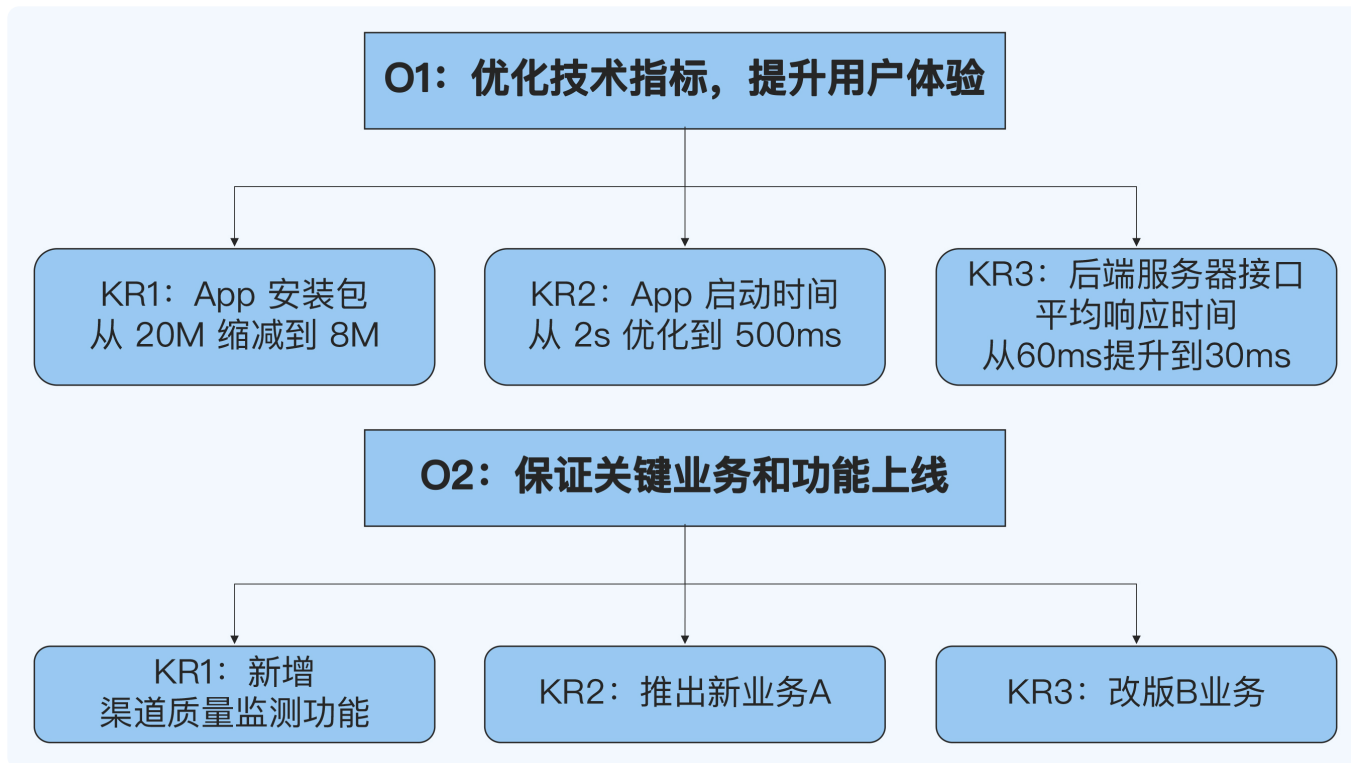 O1：优化技术指标，提升用户体验
KR1：App 安装包
从 20M 缩减到 8M
KR2：App 启动时间
从 2s 优化到 500ms
KR3：后端服务器接口
平均响应时间
从60ms提升到30ms
O2：保证关键业务和功能上线
KR1：新增
渠道质量监测功能
KR2：推出新业务A
KR3：改版B业务